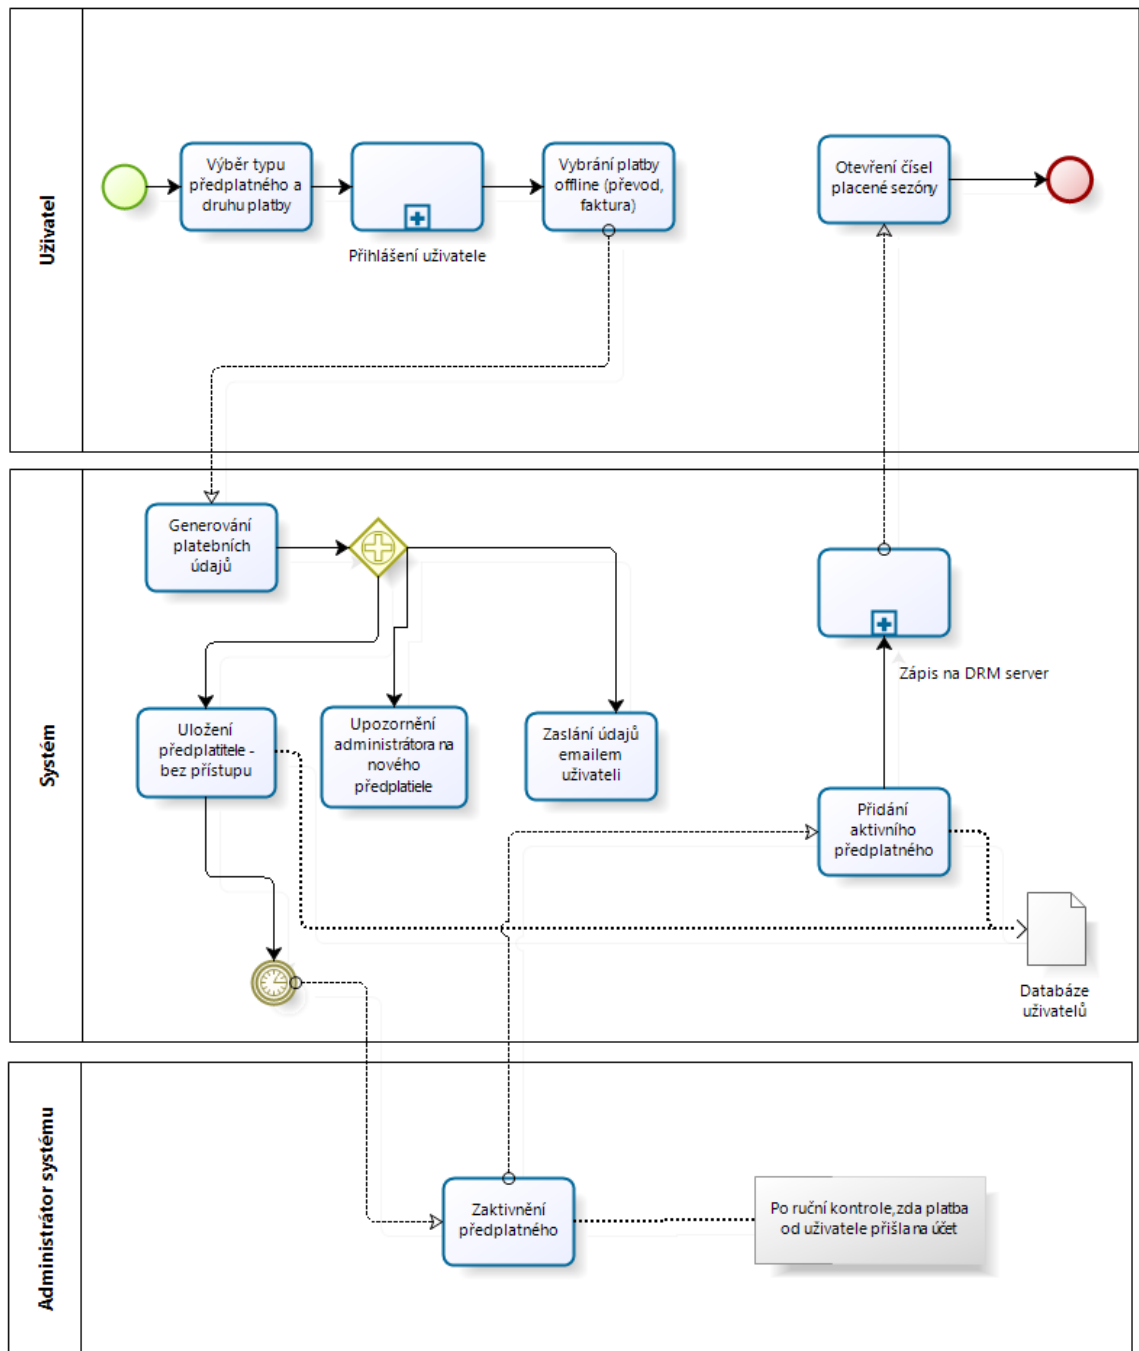 Uživatel
Výběr typu
předplatného a
druhu platby
Přihlášení uživatele
Vybrání platby
offline (převod,
faktura)
Otevření čísel
placené sezóny
Systém
Generování
platebních
údajů
Uložení
předplatitele -
bez přístupu
Upozornění
administrátora na
nového
předplatiele
Zaslání údajů
emailem
uživateli
Zápis na DRM server
Přidání
aktivního
předplatného
Databáze
uživatelů
Administrátor systému
Zaktivnění
předplatného
Po ruční kontrole, zda platba
od uživatele přišla na účet